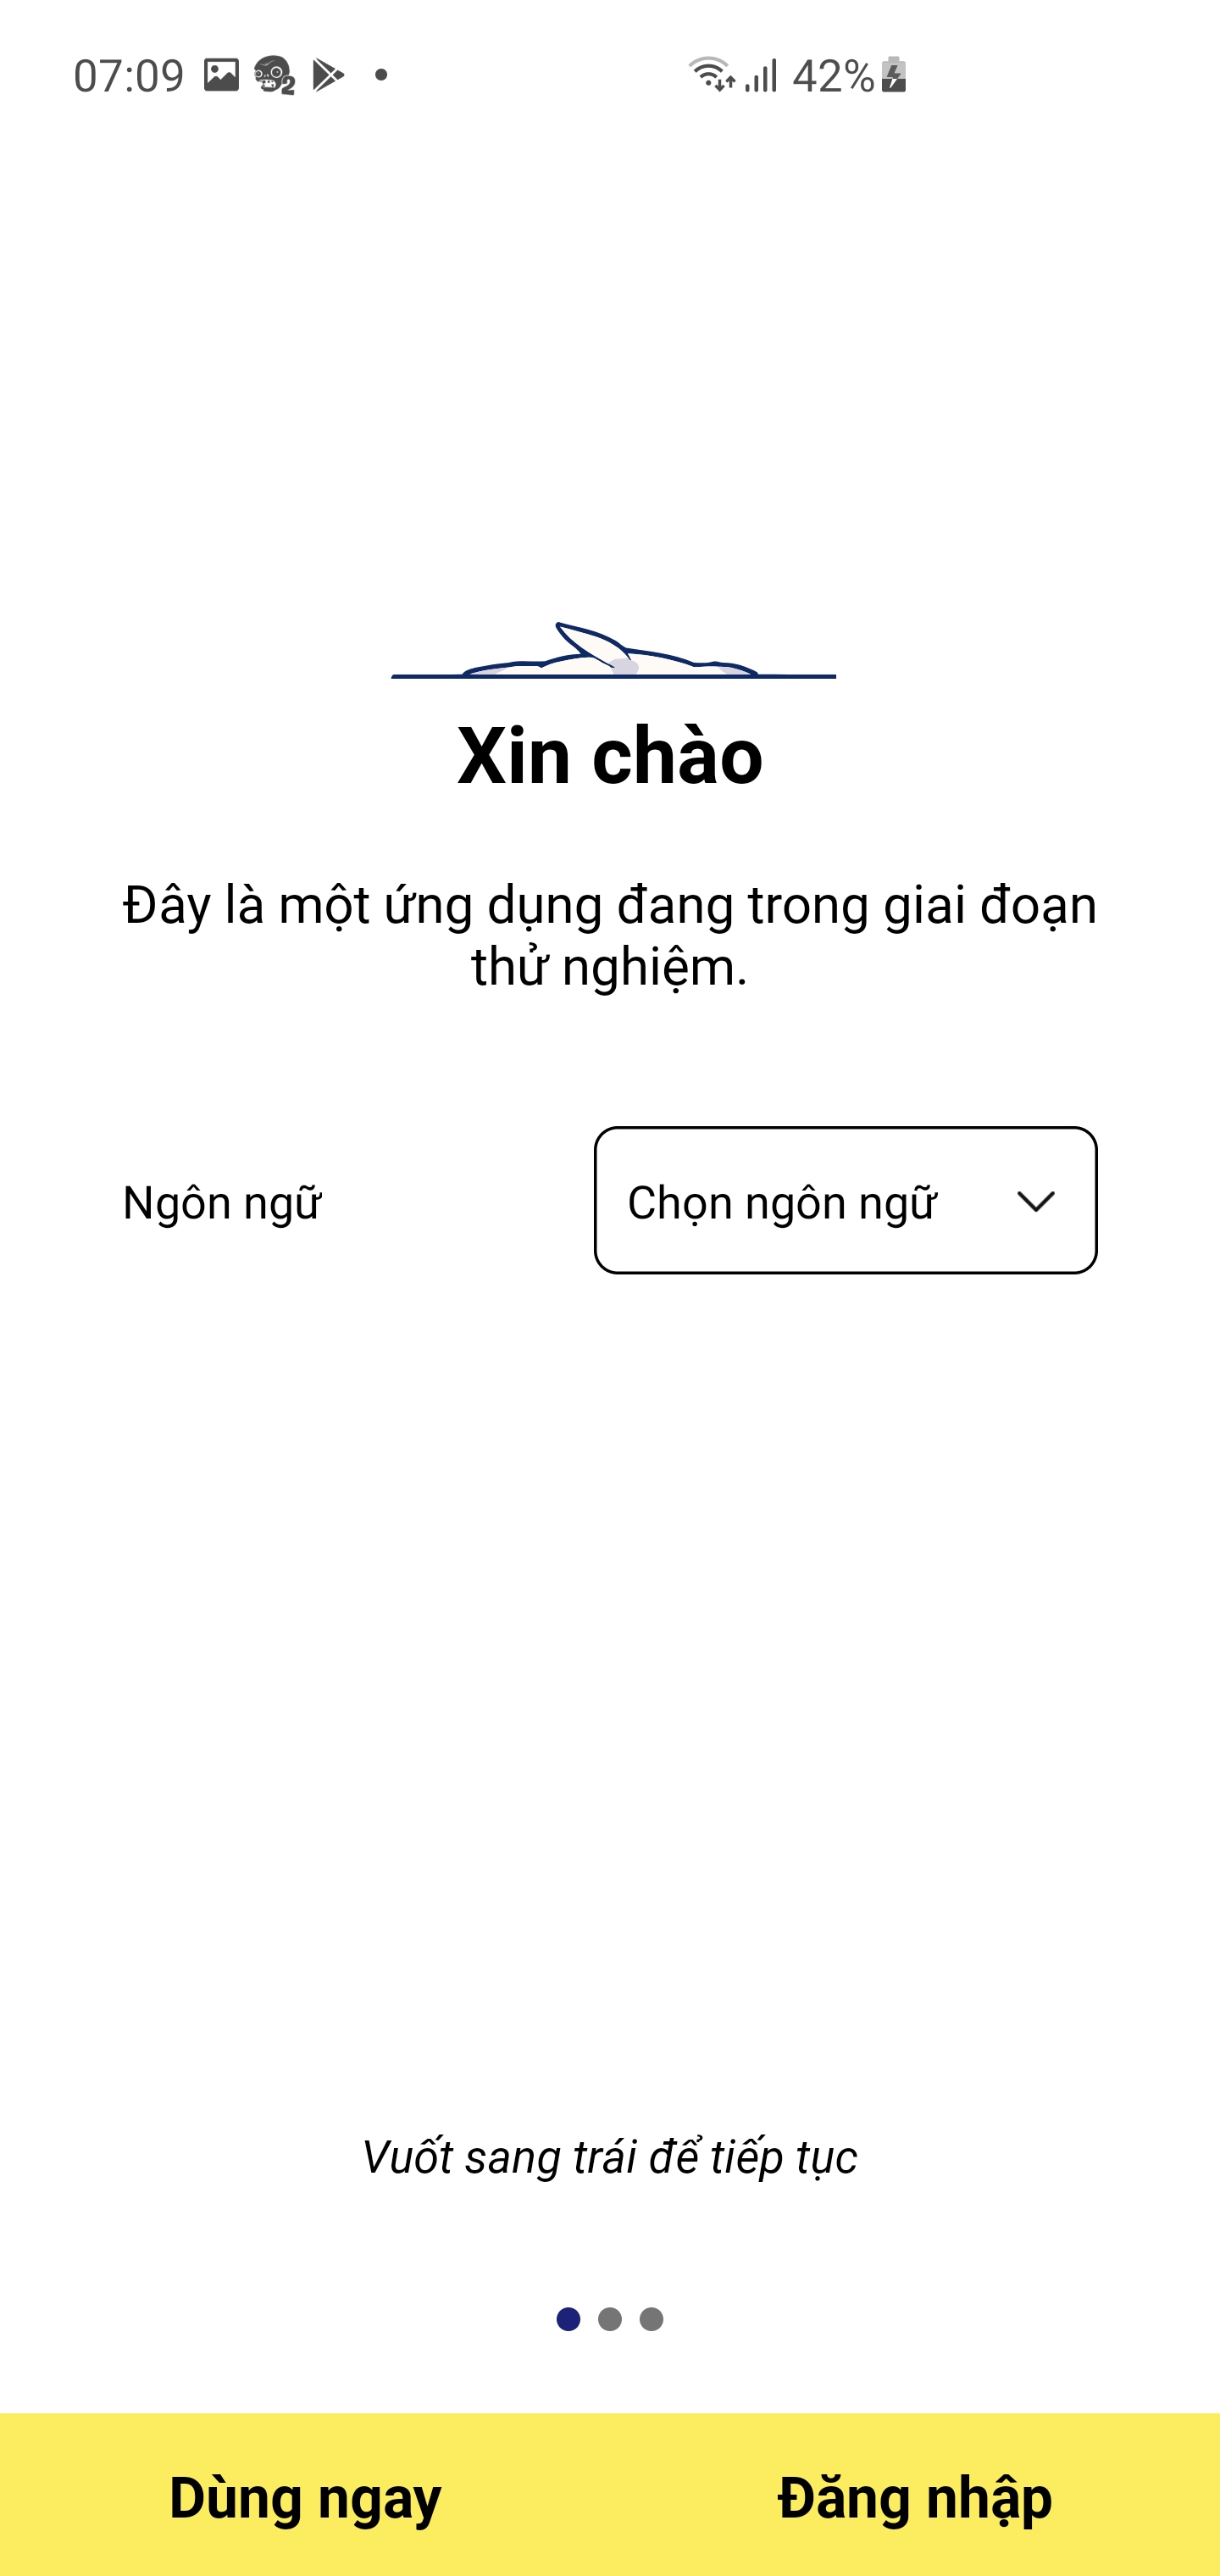 07:09
42%
Xin chào
Đây là một ứng dụng đang trong giai đoạn
thử nghiệm.
Ngôn ngữ
Chọn ngôn ngữ
Vuốt sang trái để tiếp tục
Dùng ngay
Đăng nhập